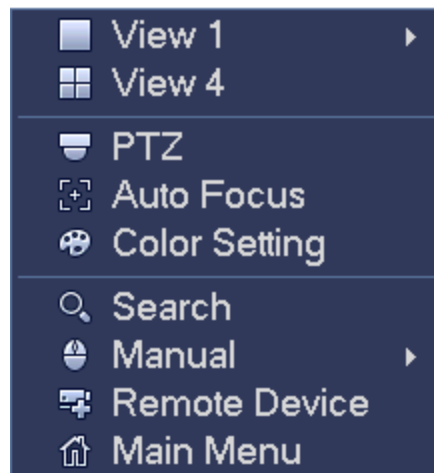 View 1
View 4
PTZ
Auto Focus
Color Setting
Search
Manual
Remote Device
Main Menu